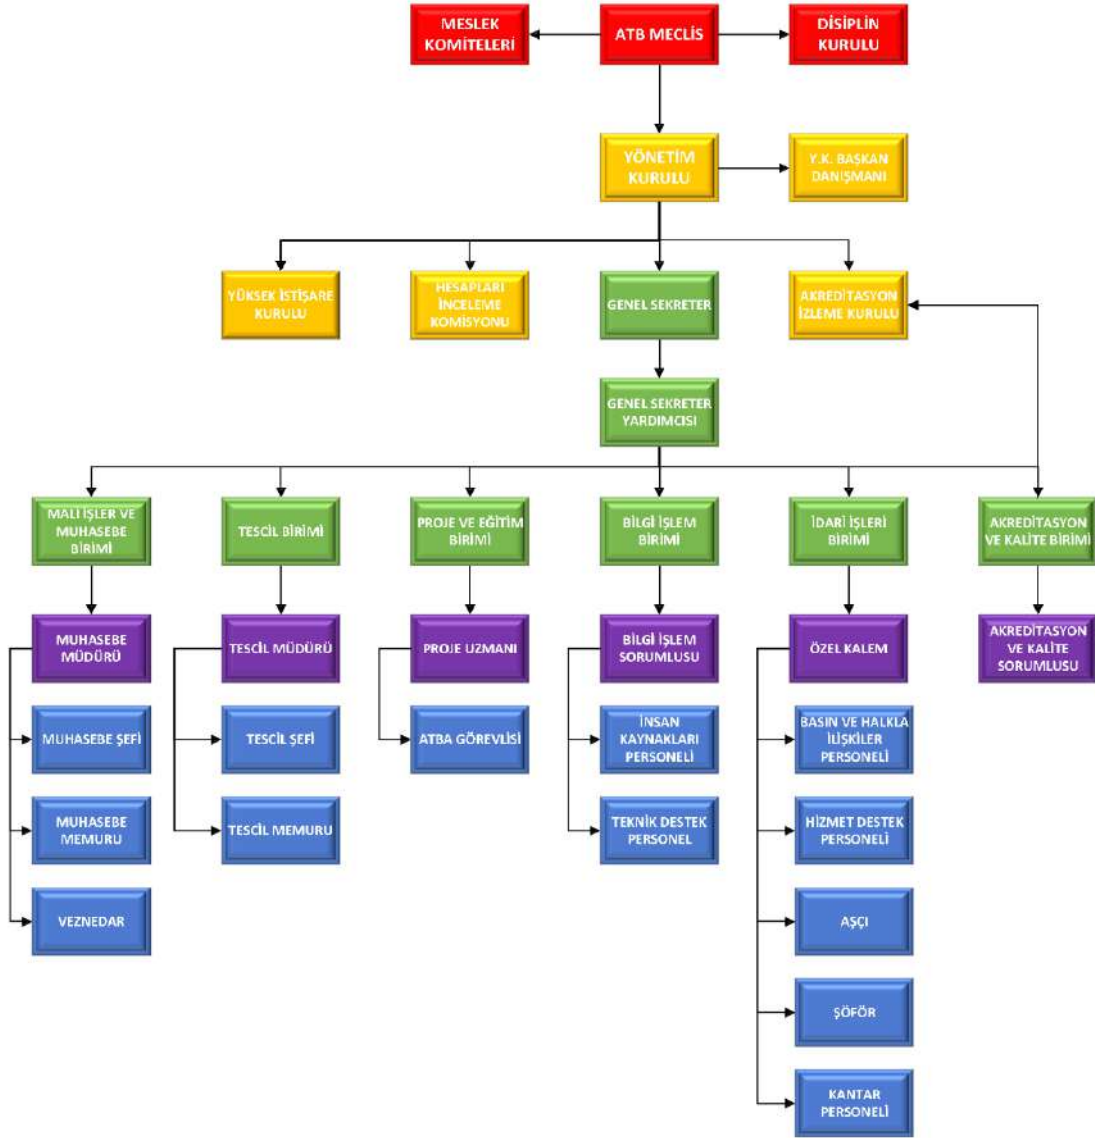 MESLEK
KOMİTELERİ
ATB MECLİS
DİSİPLİN
KURULU
YÖNETİM
KURULU
Y.K. BAŞKAN
DANIŞMANI
YÜKSEK İSTİŞARE
KURULU
HESAPLARI
İNCELEME
KOMİSYONU
GENEL SEKRETER
AKREDİTASYON
İZLEME KURULU
GENEL SEKRETER
YARDIMCISI
MALİ İŞLER VE
MUHASEBE
BİRİMİ
TESCİL BİRİMİ
PROJE VE EĞİTİM
BİRİMİ
BİLGİ İŞLEM
BİRİMİ
İDARİ İŞLERİ
BİRİMİ
AKREDİTASYON
VE KALİTE BİRİMİ
MUHASEBE
MÜDÜRÜ
TESCİL MÜDÜRÜ
PROJE UZMANI
BİLGİ İŞLEM
SORUMLUSU
ÖZEL KALEM
AKREDİTASYON
VE KALİTE
SORUMLUSU
MUHASEBE ŞEFİ
TESCİL ŞEFİ
ATBA GÖREVLİSİ
İNSAN
KAYNAKLARI
PERSONELİ
BASIN VE HALKLA
İLİŞKİLER
PERSONELİ
MUHASEBE
MEMURU
TESCİL MEMURU
TEKNİK DESTEK
PERSONEL
HİZMET DESTEK
PERSONELİ
VEZNEDAR
AŞÇI
ŞÖFÖR
KANTAR
PERSONELİ